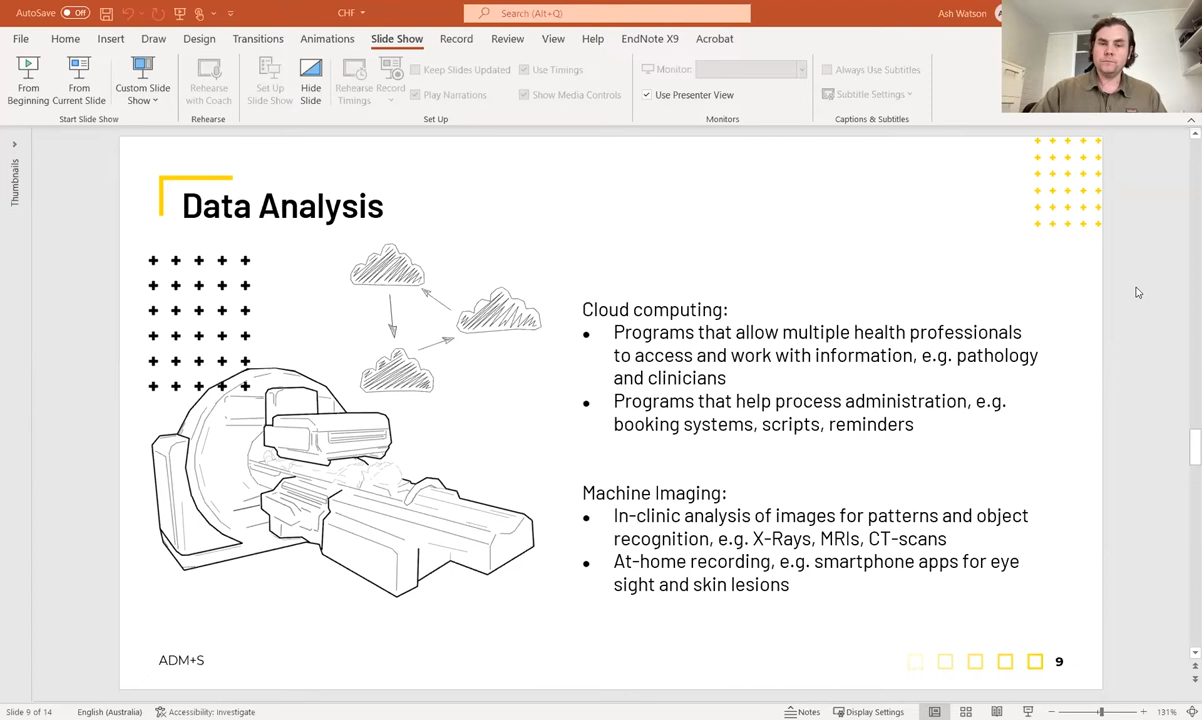 AutoSave Off CHF Search (Alt+Q) Ash Watson
File Home Insert Draw Design Transitions Animations Slide Show Record Review View Help EndNote X9 Acrobat
From Beginning
From Current Slide
Custom Slide Show
Rehearse with Coach
Set Up Slide Show
Hide Slide
Rehearse Timings
Record
Keep Slides Updated
Play Narrations
Use Timings
Show Media Controls
Monitor:
Use Presenter View
Always Use Subtitles
Subtitle Settings
Start Slide Show Rehearse Set Up Monitors Captions & Subtitles
Thumbnails
Data Analysis
Cloud computing:
● Programs that allow multiple health professionals
to access and work with information, e.g. pathology
and clinicians
● Programs that help process administration, e.g.
booking systems, scripts, reminders
Machine Imaging:
● In-clinic analysis of images for patterns and object
recognition, e.g. X-Rays, MRIs, CT-scans
● At-home recording, e.g. smartphone apps for eye
sight and skin lesions
ADM+S
9
Slide 9 of 14 English (Australia) Accessibility: Investigate Notes Display Settings 131%